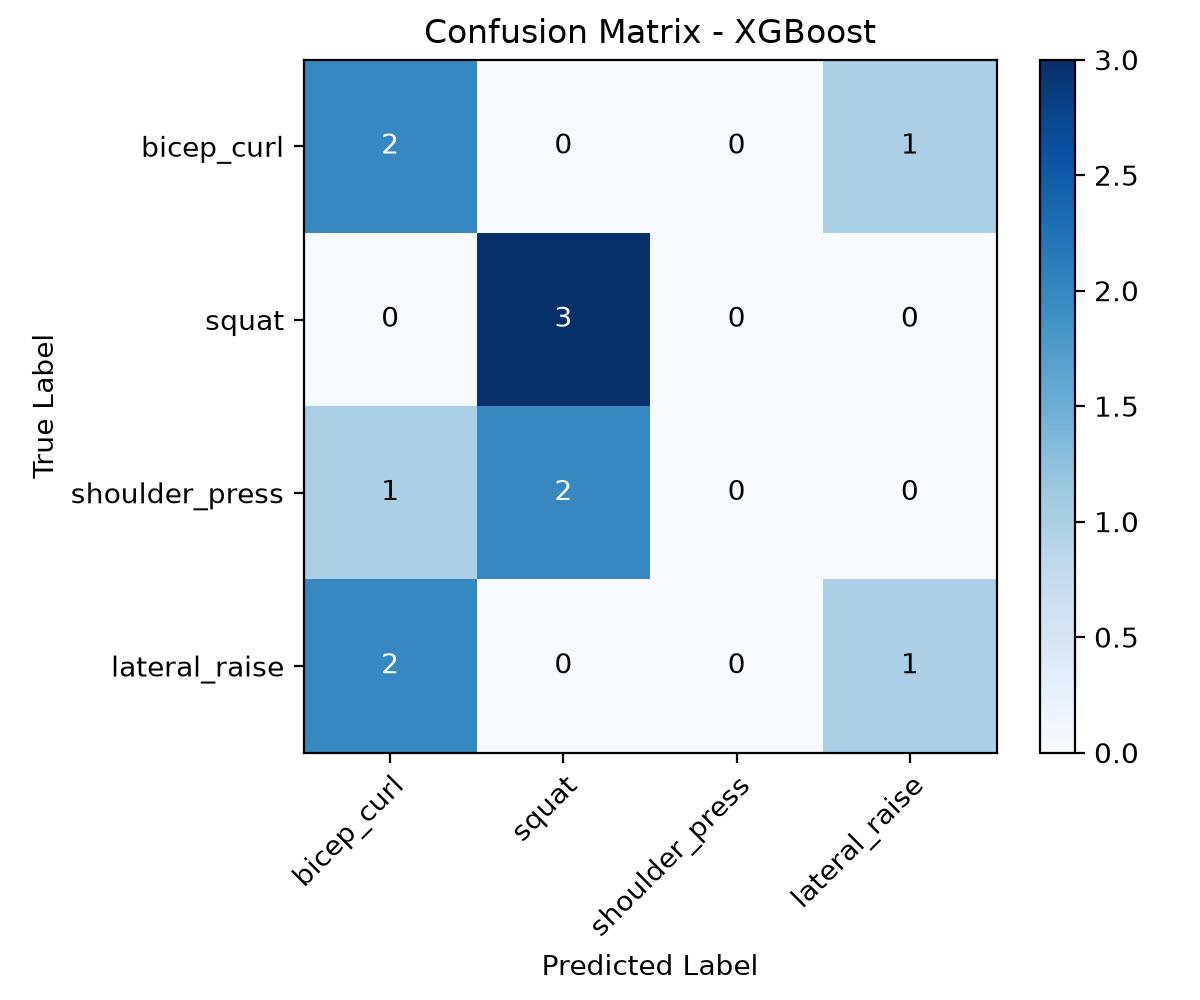 Confusion Matrix - XGBoost
True Label
bicep_curl 2 0 0 1
squat 0 3 0 0
shoulder_press 1 2 0 0
lateral_raise 2 0 0 1
bicep_curl squat shoulder_press lateral_raise
Predicted Label
3.0
2.5
2.0
1.5
1.0
0.5
0.0